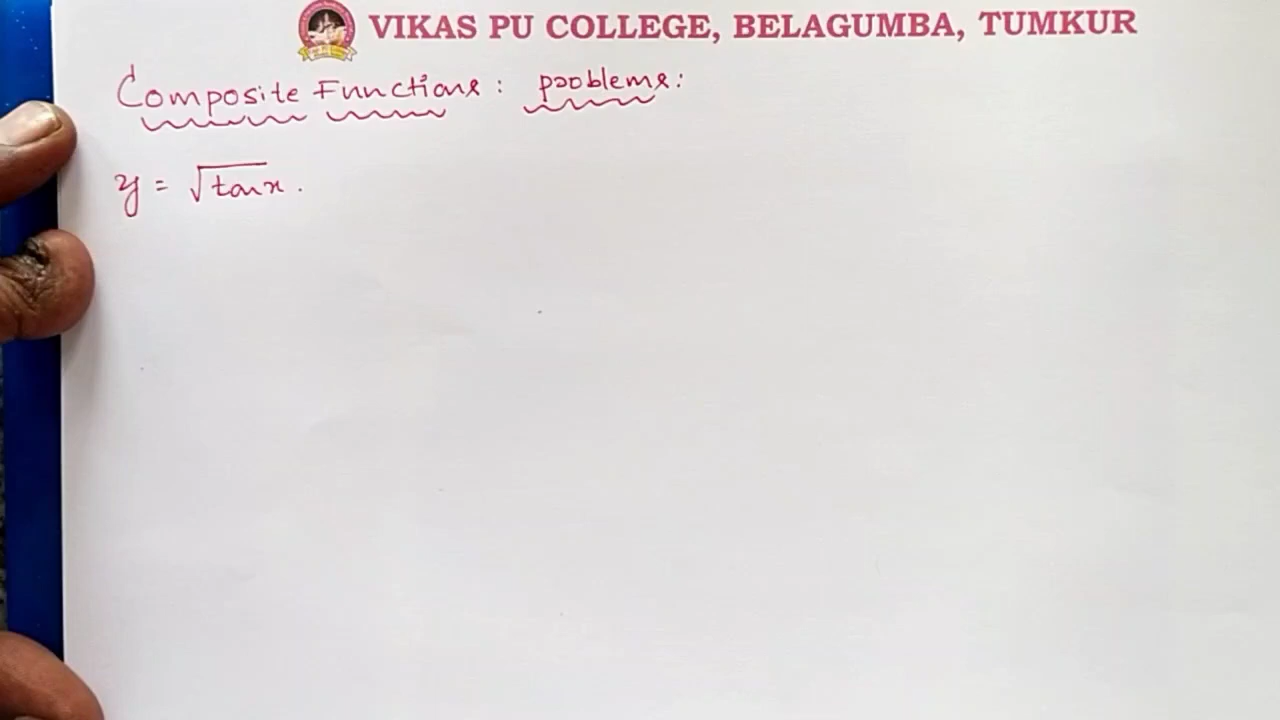 VIKAS PU COLLEGE, BELAGUMBA, TUMKUR
Composite Functions: problems:
y = √tanx.